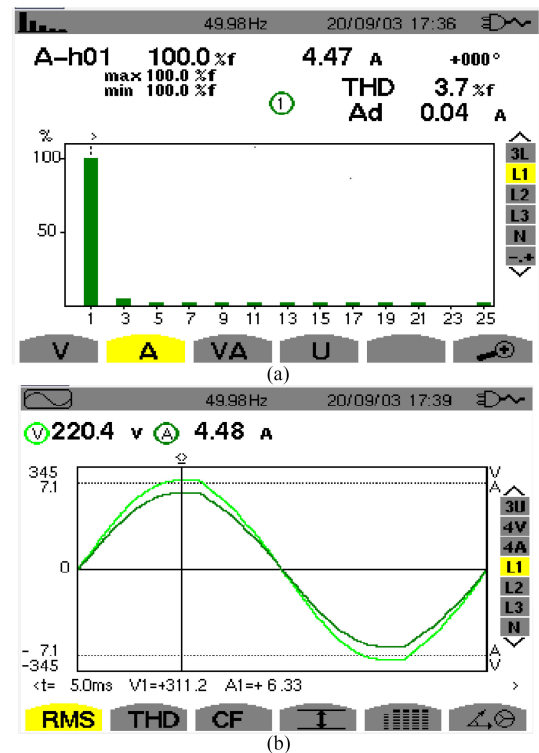 49.98Hz 20/09/03 17:36
A-h01 100.0 %f 4.47 A +000°
max 100.0 %f
min 100.0 %f
THD 3.7 %f
1
Ad 0.04 A
% >
100
50
1 3 5 7 9 11 13 15 17 19 21 23 25
3L
L1
L2
L3
N
-.+
V A VA U
(a)
49.98Hz 20/09/03 17:39
V 220.4 V A 4.48 A
345 V
7.1 A
0
- 7.1 A
-345 V
3U
4V
4A
L1
L2
L3
N
<t= 5.0ms V1=+311.2 A1=+ 6.33 >
RMS THD CF
(b)